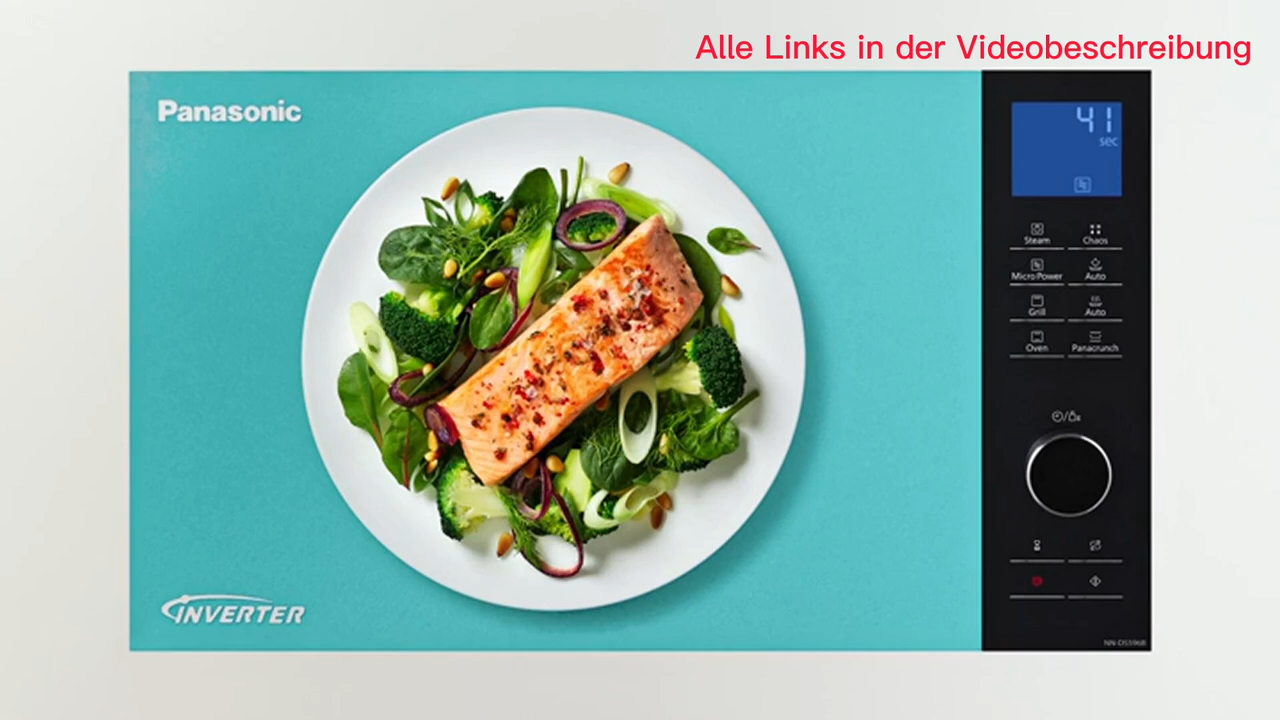 Alle Links in der Videobeschreibung
Panasonic
41
sec
Steam Chaos
Micro Power Auto
Grill Auto
Oven Panacrunch
INVERTER